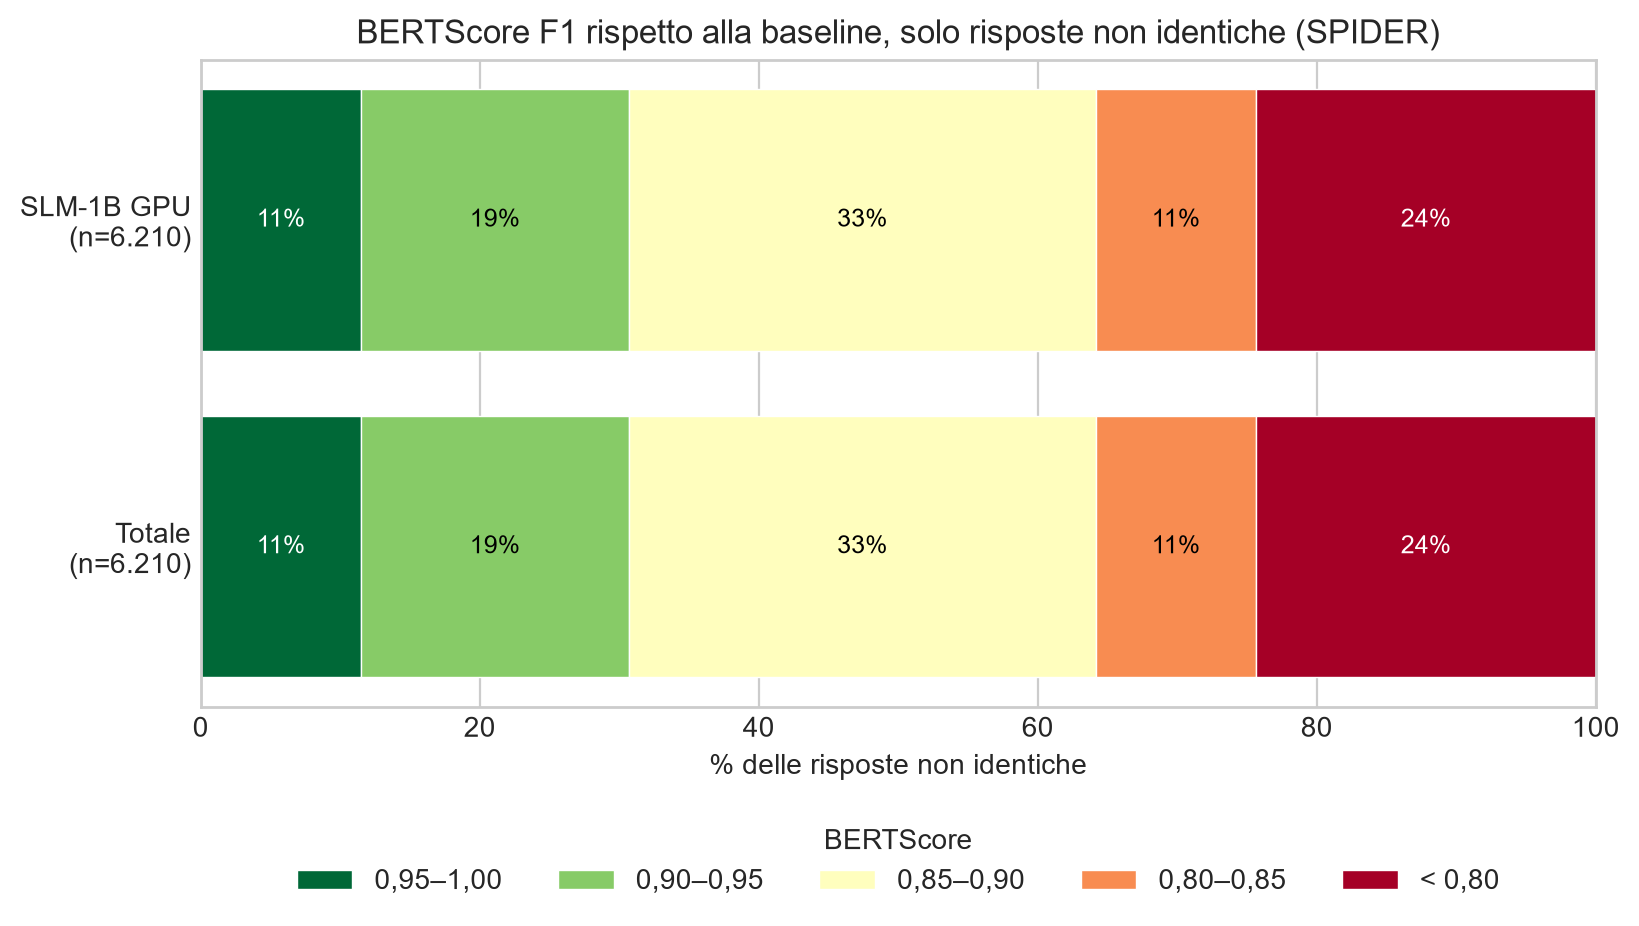 BERTScore F1 rispetto alla baseline, solo risposte non identiche (SPIDER)
SLM-1B GPU
(n=6.210)
11% 19% 33% 11% 24%
Totale
(n=6.210)
11% 19% 33% 11% 24%
0 20 40 60 80 100
% delle risposte non identiche
BERTScore
0,95–1,00 0,90–0,95 0,85–0,90 0,80–0,85 < 0,80